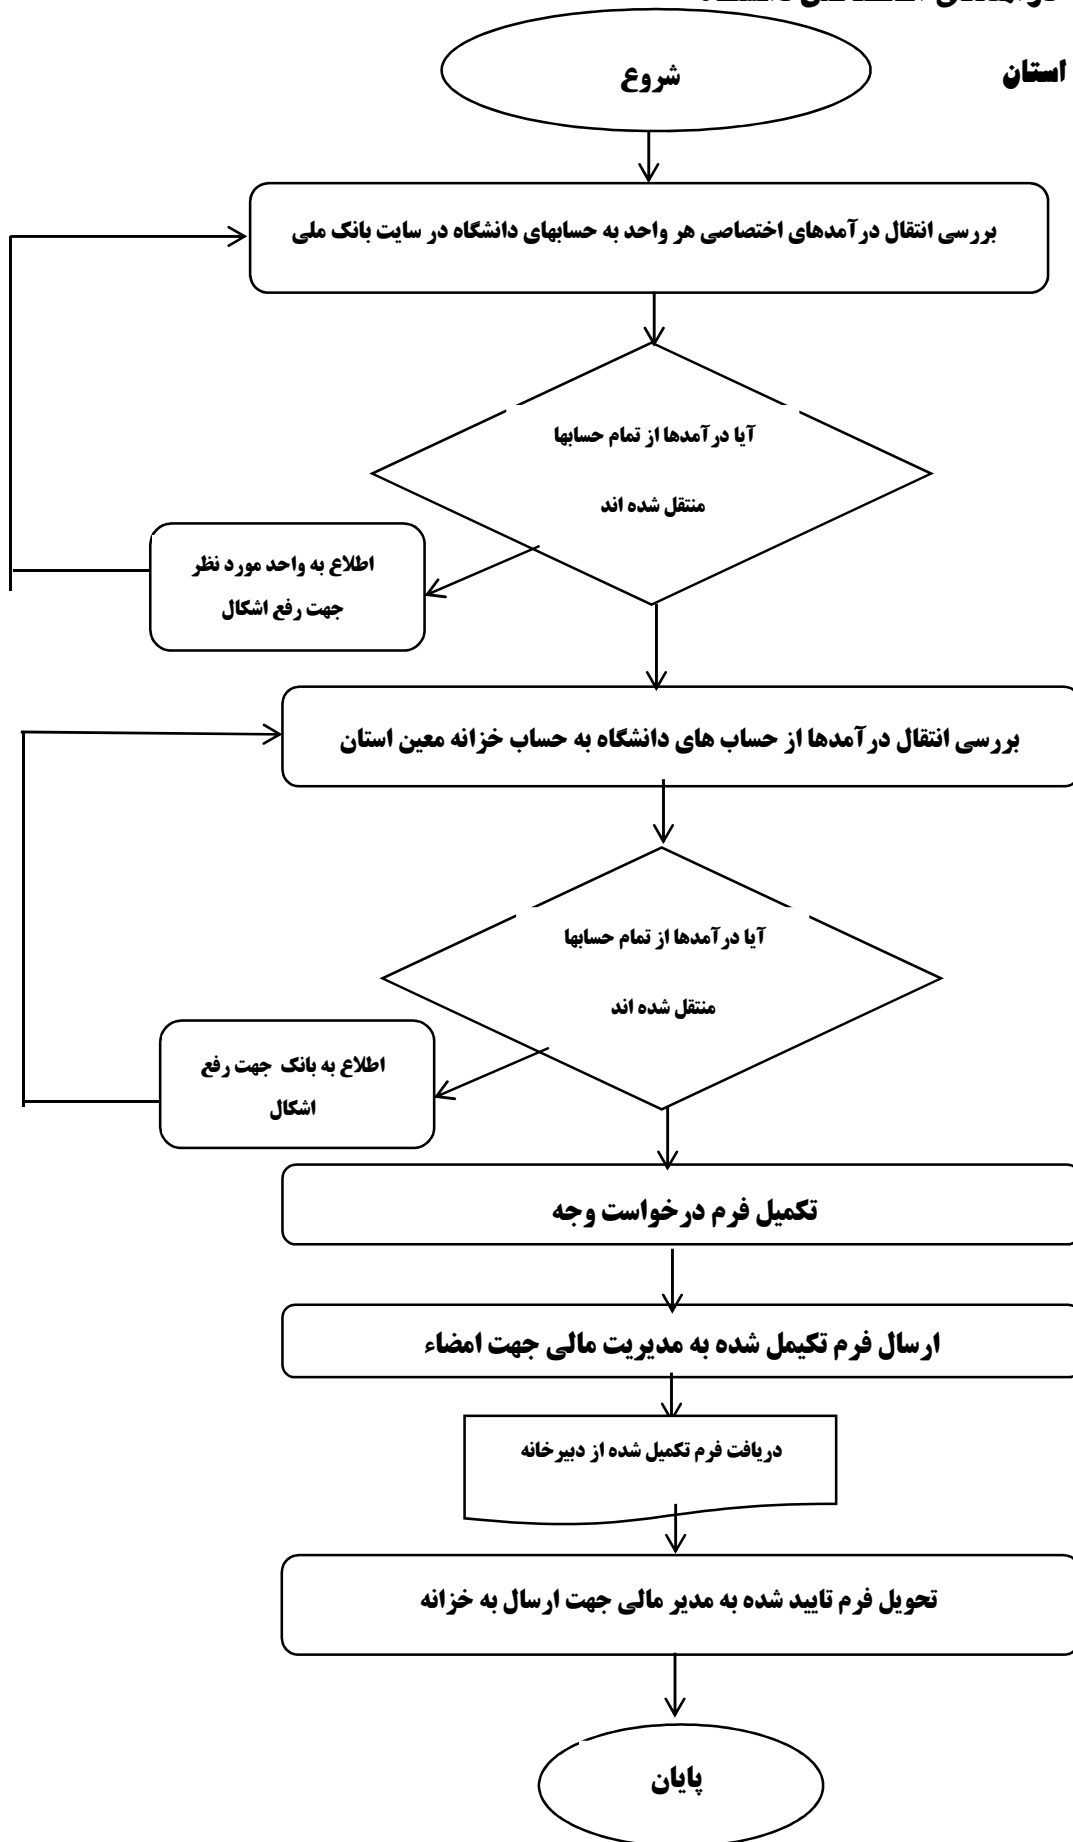 استان
شروع
بررسی انتقال درآمدهای اختصاصی هر واحد به حسابهای دانشگاه در سایت بانک ملی
آیا درآمدها از تمام حسابها
منتقل شده اند
اطلاع به واحد مورد نظر
جهت رفع اشکال
بررسی انتقال درآمدها از حساب های دانشگاه به حساب خزانه معین استان
آیا درآمدها از تمام حسابها
منتقل شده اند
اطلاع به بانک جهت رفع
اشکال
تکمیل فرم درخواست وجه
ارسال فرم تکیمل شده به مدیریت مالی جهت امضاء
دریافت فرم تکمیل شده از دبیرخانه
تحویل فرم تایید شده به مدیر مالی جهت ارسال به خزانه
پایان